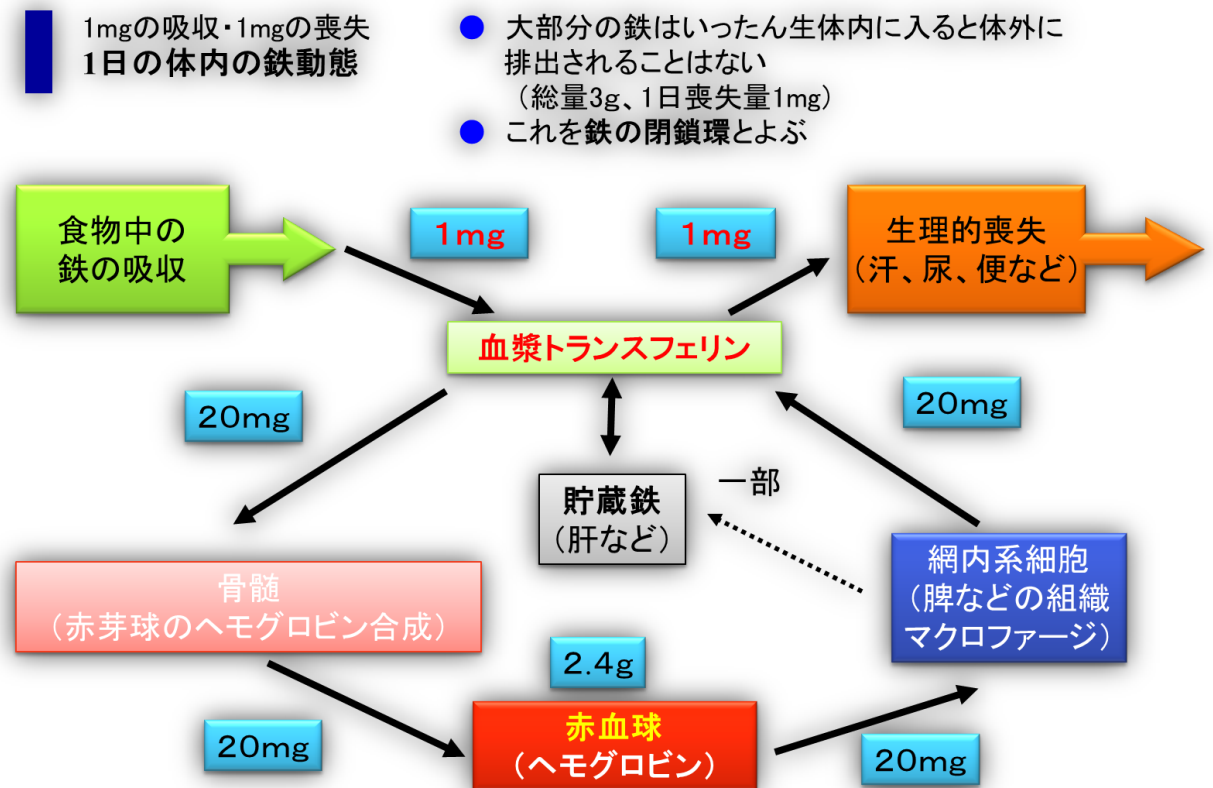 1mgの吸収・1mgの喪失
1日の体内の鉄動態
● 大部分の鉄はいったん生体内に入ると体外に
排出されることはない
（総量3g、1日喪失量1mg）
● これを鉄の閉鎖環とよぶ
食物中の
鉄の吸収
1mg
1mg
生理的喪失
（汗、尿、便など）
血漿トランスフェリン
20mg
20mg
貯蔵鉄
（肝など）
一部
骨髄
（赤芽球のヘモグロビン合成）
網内系細胞
（脾などの組織
マクロファージ）
2.4g
20mg
赤血球
（ヘモグロビン）
20mg